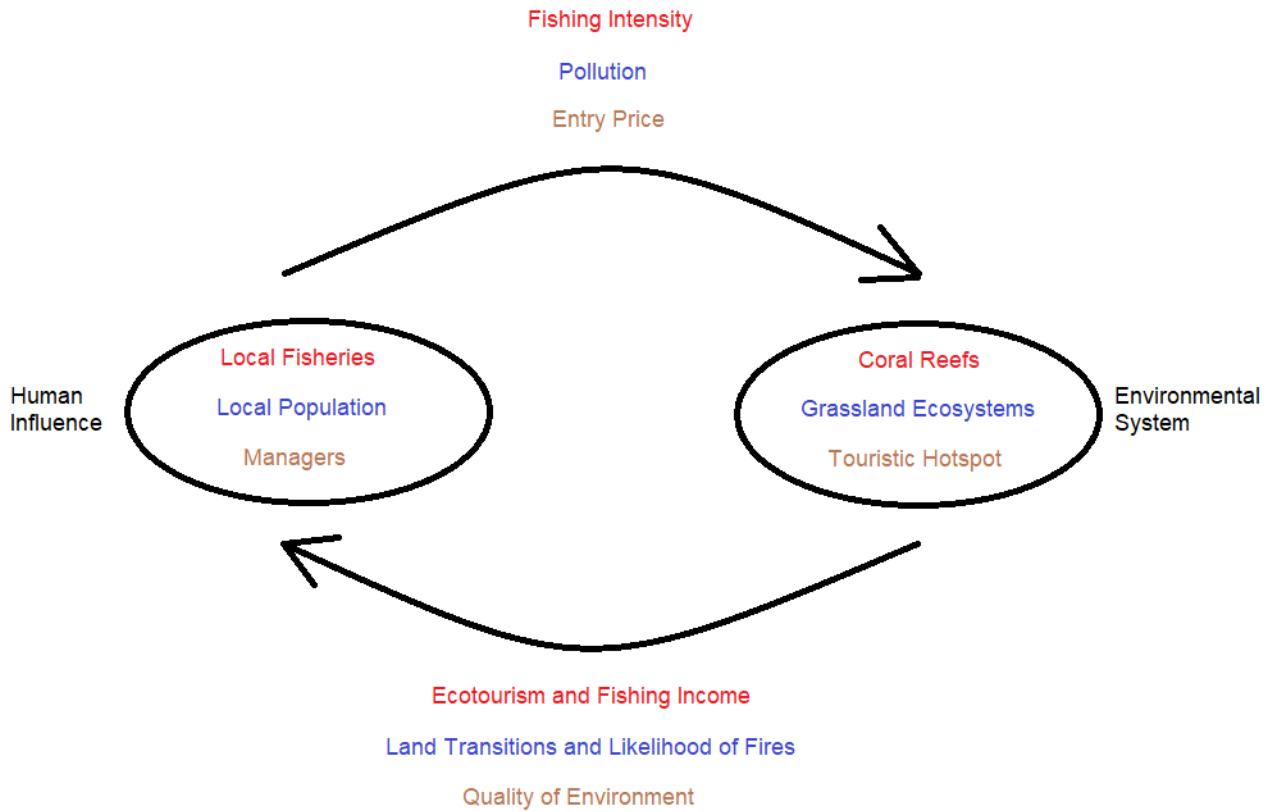 Fishing Intensity
Pollution
Entry Price
Human
Influence
Local Fisheries
Local Population
Managers
Coral Reefs
Grassland Ecosystems
Touristic Hotspot
Environmental
System
Ecotourism and Fishing Income
Land Transitions and Likelihood of Fires
Quality of Environment